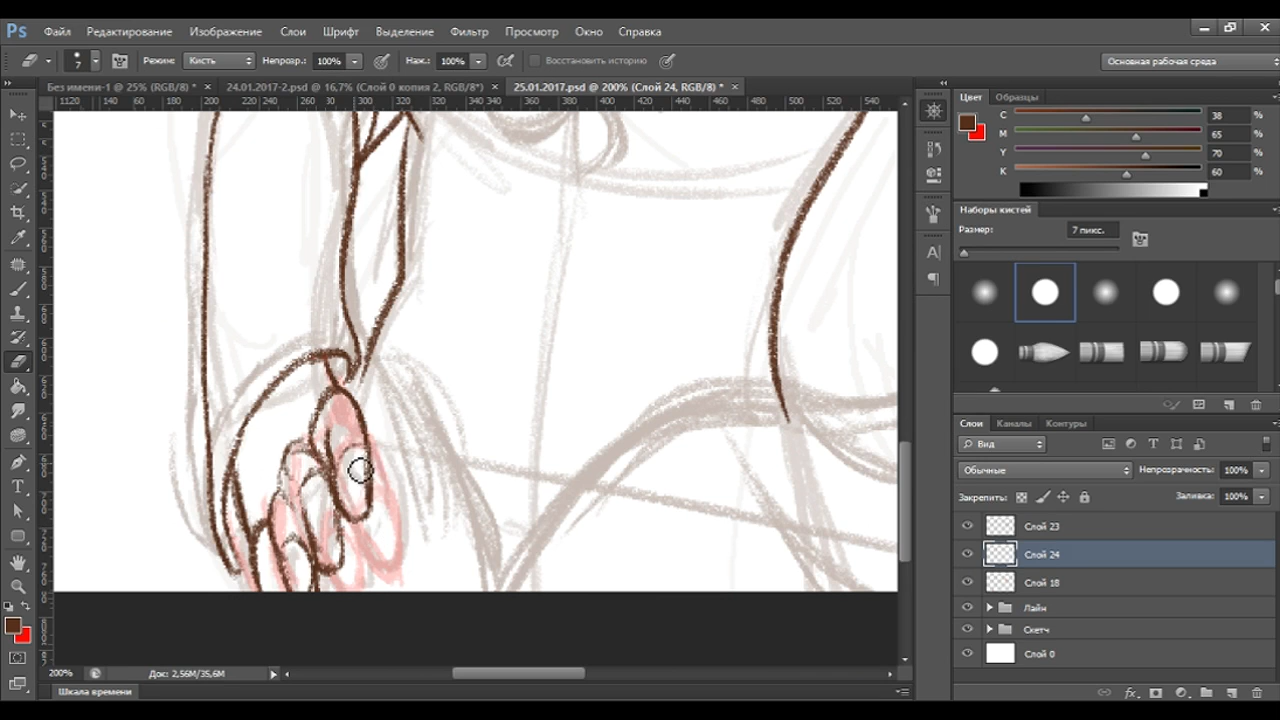 Ps Файл Редактирование Изображение Слои Шрифт Выделение Фильтр Просмотр Окно Справка
7 Режим: Кисть Непрозр.: 100% Наж.: 100% Восстановить историю Основная рабочая среда
Без имени-1 @ 25% (RGB/8) * × 24.01.2017-2.psd @ 16,7% (Слой 0 копия 2, RGB/8*) × 25.01.2017.psd @ 200% (Слой 24, RGB/8) * ×
Цвет Образцы
C 38 %
M 65 %
Y 70 %
K 60 %
Наборы кистей
Размер: 7 пикс.
Слои Каналы Контуры
Вид
Обычные Непрозрачность: 100%
Закрепить: Заливка: 100%
Слой 23
Слой 24
Слой 18
Лайн
Скетч
Слой 0
200% Док: 2,56M/35,6M
Шкала времени